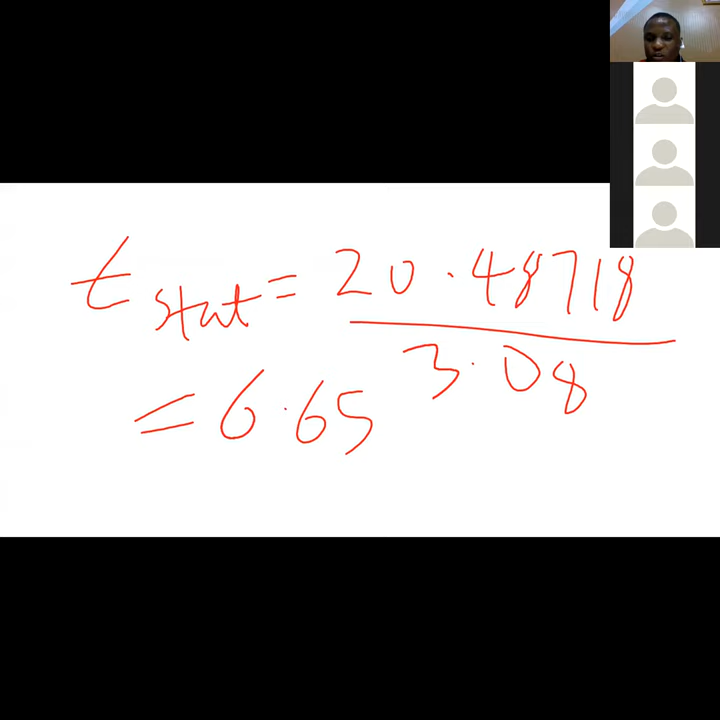 t stat = 20.48718
3.08
= 6.65